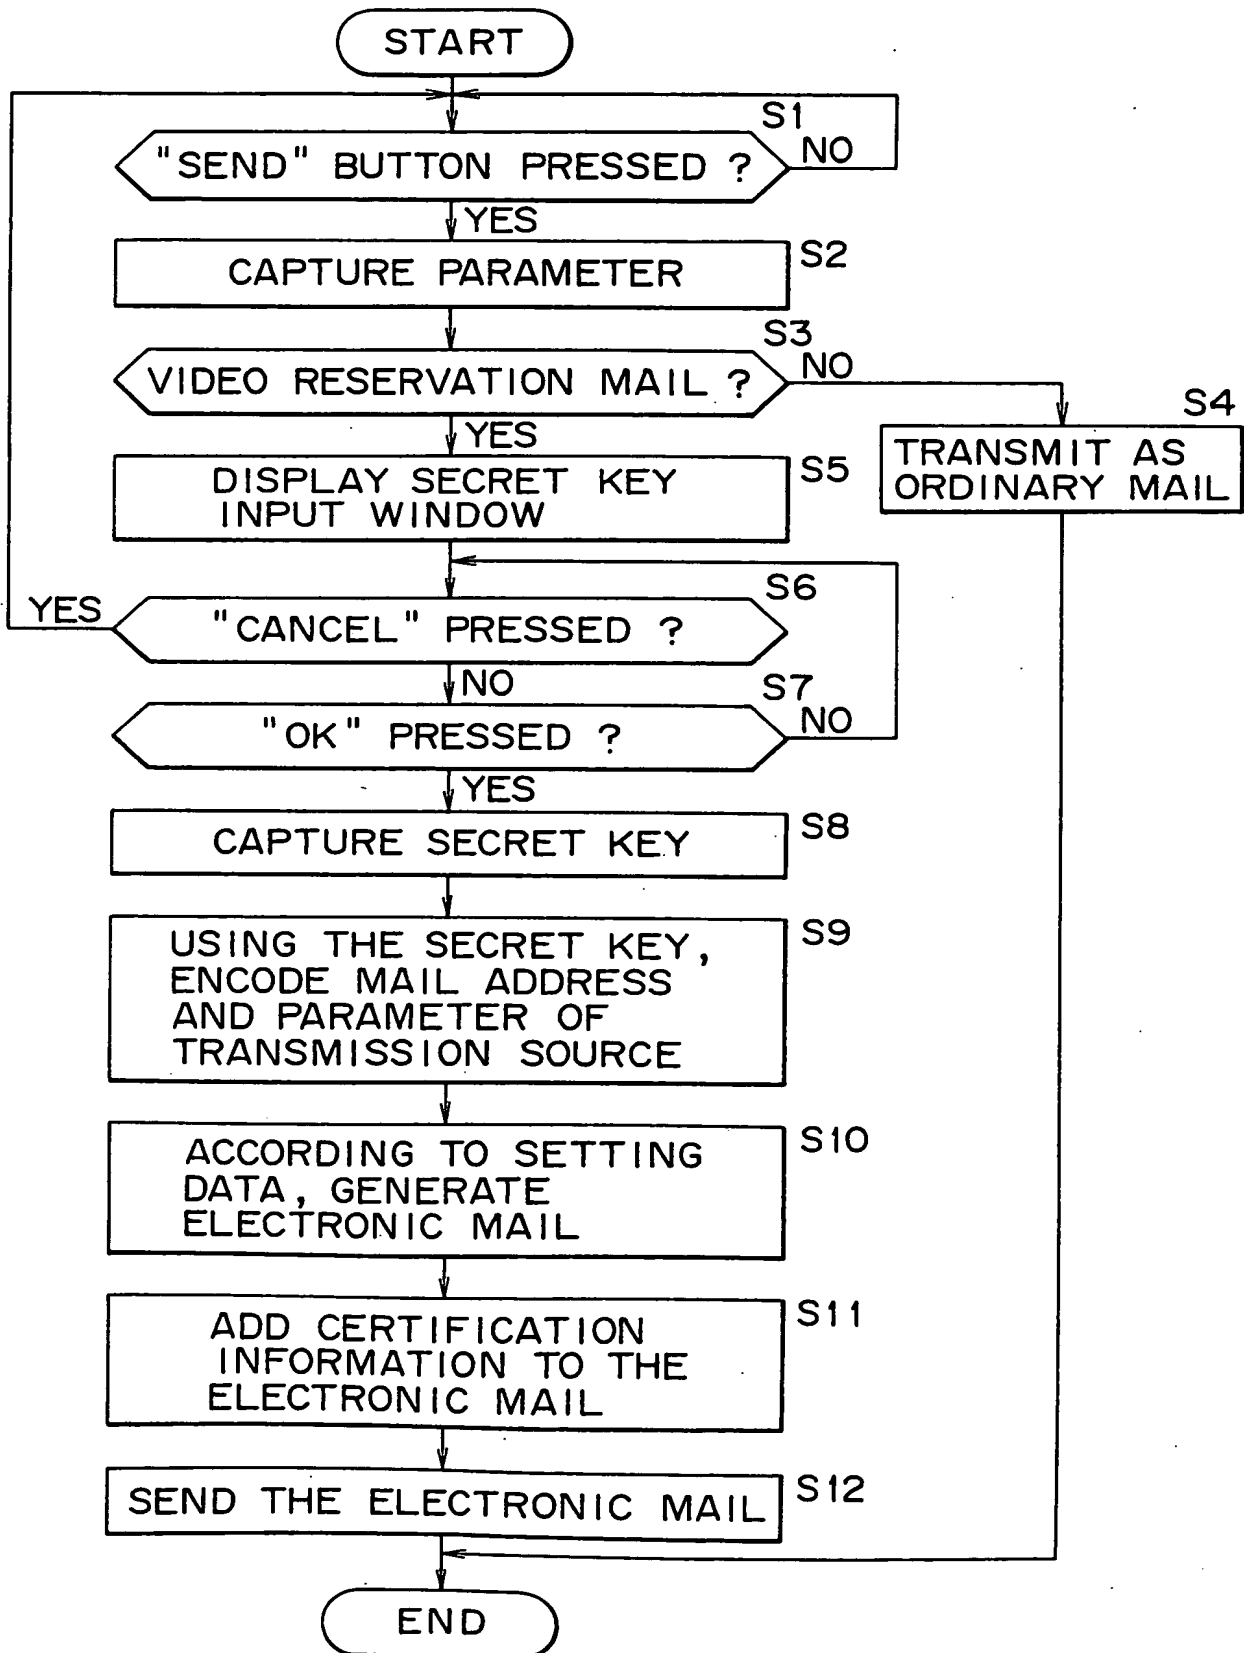 START
S1
"SEND" BUTTON PRESSED ?
NO
YES
S2
CAPTURE PARAMETER
S3
VIDEO RESERVATION MAIL ?
NO
YES
S4
TRANSMIT AS
ORDINARY MAIL
S5
DISPLAY SECRET KEY
INPUT WINDOW
S6
YES
"CANCEL" PRESSED ?
NO
S7
"OK" PRESSED ?
NO
YES
S8
CAPTURE SECRET KEY
S9
USING THE SECRET KEY,
ENCODE MAIL ADDRESS
AND PARAMETER OF
TRANSMISSION SOURCE
S10
ACCORDING TO SETTING
DATA, GENERATE
ELECTRONIC MAIL
S11
ADD CERTIFICATION
INFORMATION TO THE
ELECTRONIC MAIL
S12
SEND THE ELECTRONIC MAIL
END